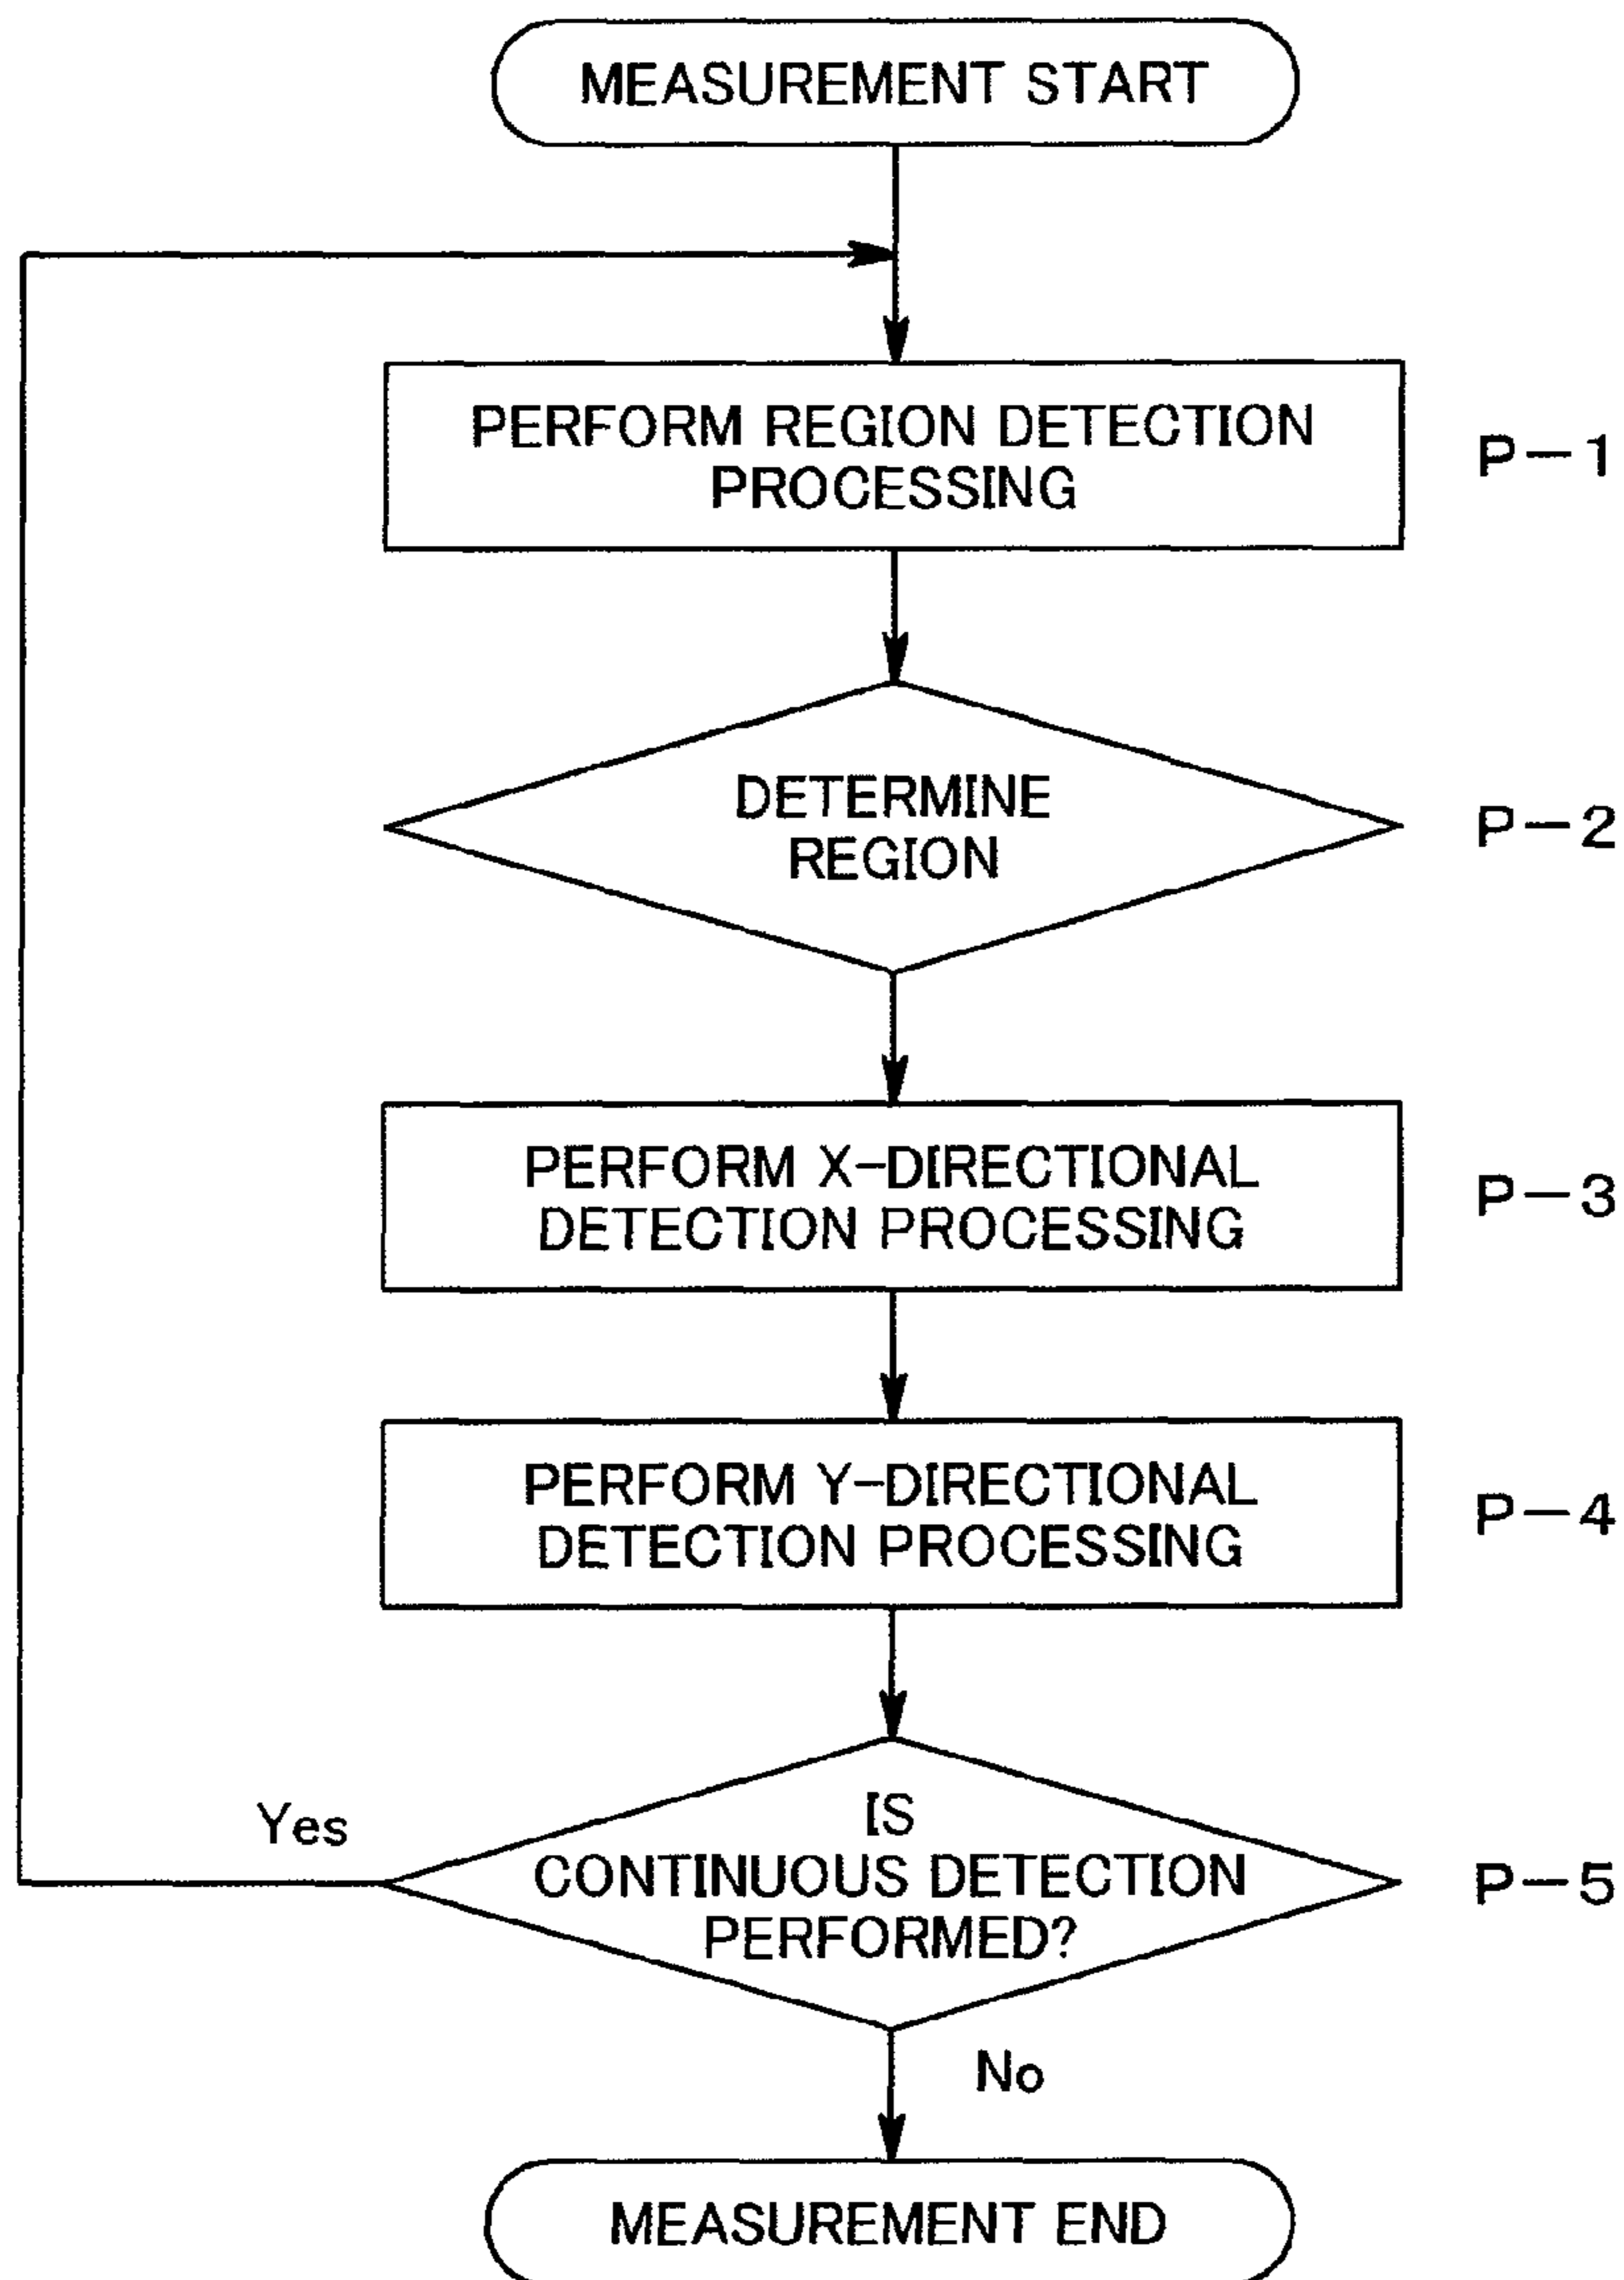 MEASUREMENT START
PERFORM REGION DETECTION
PROCESSING
P-1
DETERMINE
REGION
P-2
PERFORM X-DIRECTIONAL
DETECTION PROCESSING
P-3
PERFORM Y-DIRECTIONAL
DETECTION PROCESSING
P-4
IS
CONTINUOUS DETECTION
PERFORMED?
P-5
Yes
No
MEASUREMENT END